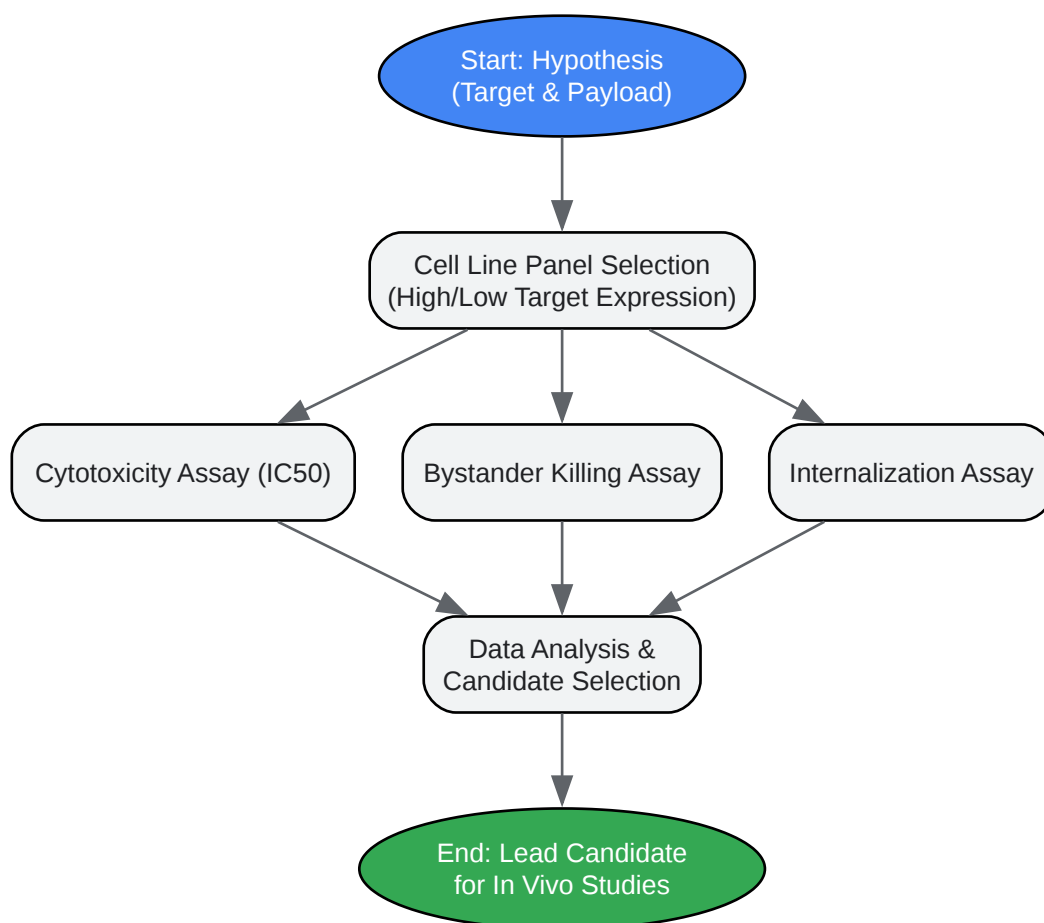 Start: Hypothesis
(Target & Payload)
Cell Line Panel Selection
(High/Low Target Expression)
Cytotoxicity Assay (IC50)
Bystander Killing Assay
Internalization Assay
Data Analysis &
Candidate Selection
End: Lead Candidate
for In Vivo Studies